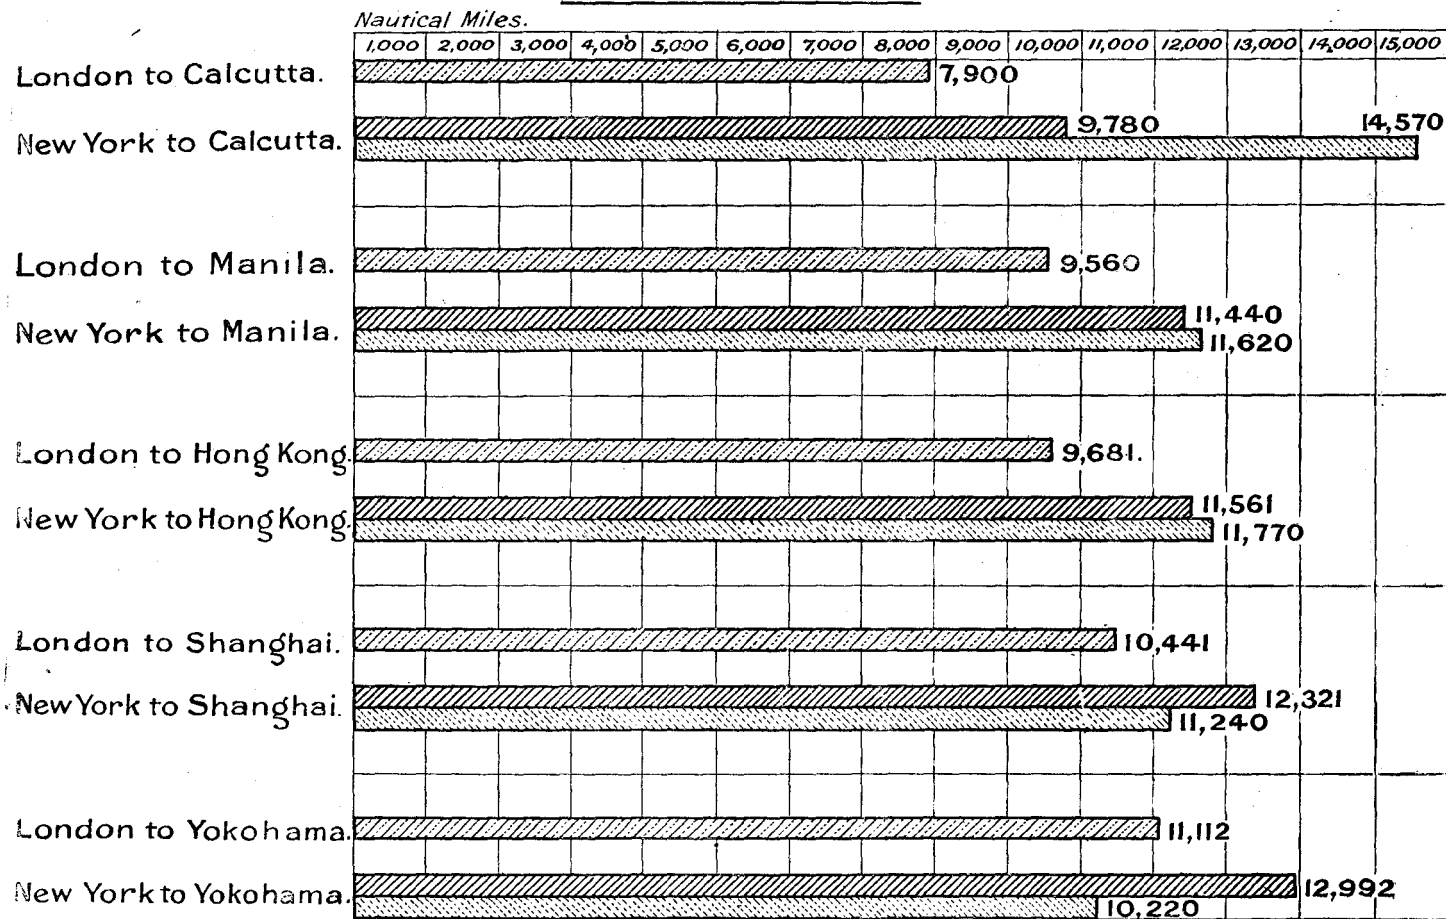 Nautical Miles.
1,000 2,000 3,000 4,000 5,000 6,000 7,000 8,000 9,000 10,000 11,000 12,000 13,000 14,000 15,000
London to Calcutta. 7,900
New York to Calcutta. 9,780 14,570
London to Manila. 9,560
New York to Manila. 11,440
11,620
London to Hong Kong. 9,681.
New York to Hong Kong. 11,561
11,770
London to Shanghai. 10,441
New York to Shanghai. 12,321
11,240
London to Yokohama. 11,112
New York to Yokohama. 12,992
10,220